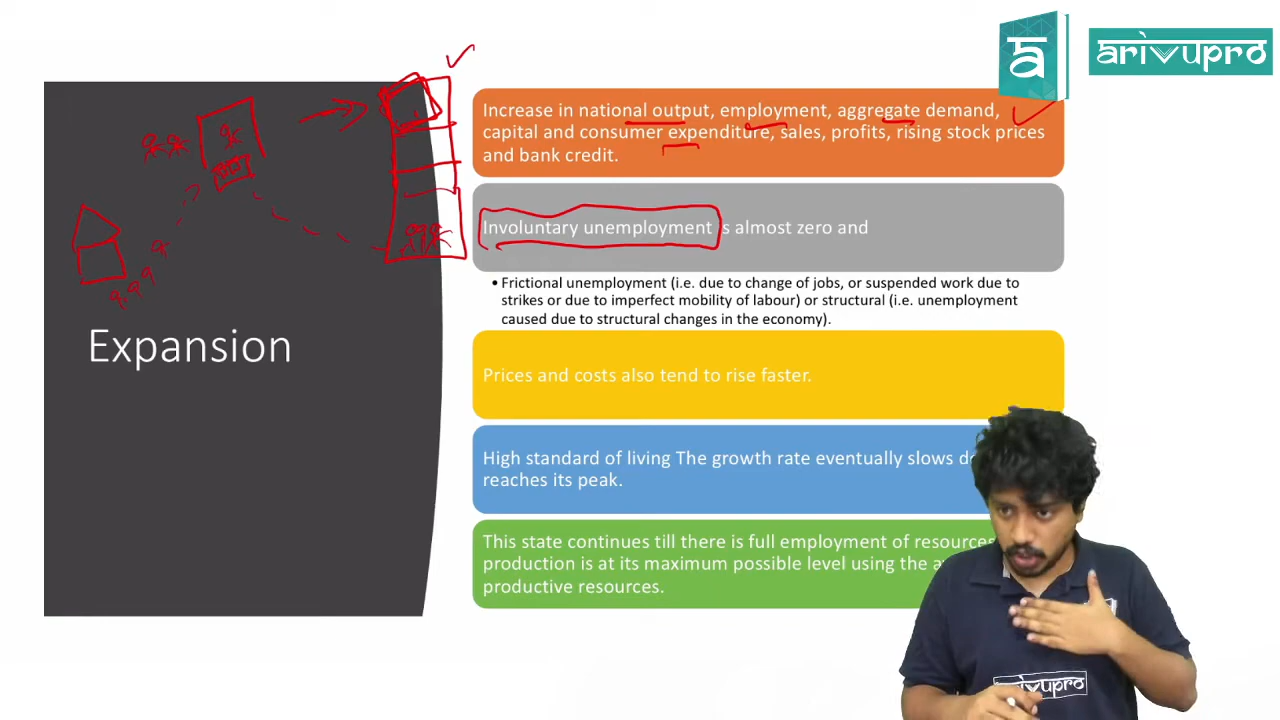 arivupro
Increase in national output, employment, aggregate demand,
capital and consumer expenditure, sales, profits, rising stock prices
and bank credit.
Involuntary unemployment is almost zero and
• Frictional unemployment (i.e. due to change of jobs, or suspended work due to
strikes or due to imperfect mobility of labour) or structural (i.e. unemployment
caused due to structural changes in the economy).
Expansion
Prices and costs also tend to rise faster.
High standard of living The growth rate eventually slows
reaches its peak.
This state continues till there is full employment of resources
production is at its maximum possible level using the
productive resources.
arivupro